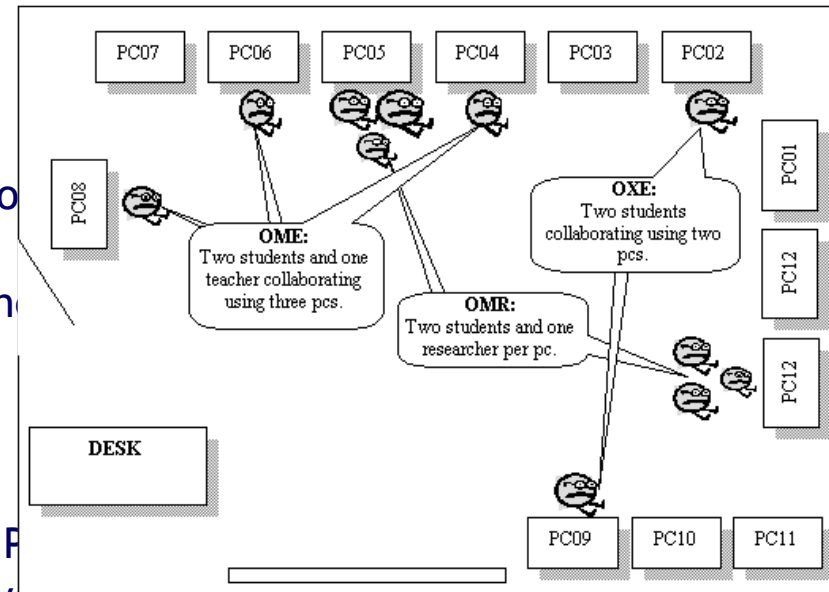 PC07
PC06
PC05
PC04
PC03
PC02
PC01
PC08
OXE:
Two students
collaborating using two
pcs.
OME:
Two students and one
teacher collaborating
using three pcs.
PC12
OMR:
Two students and one
researcher per pc.
PC12
DESK
PC09
PC10
PC11